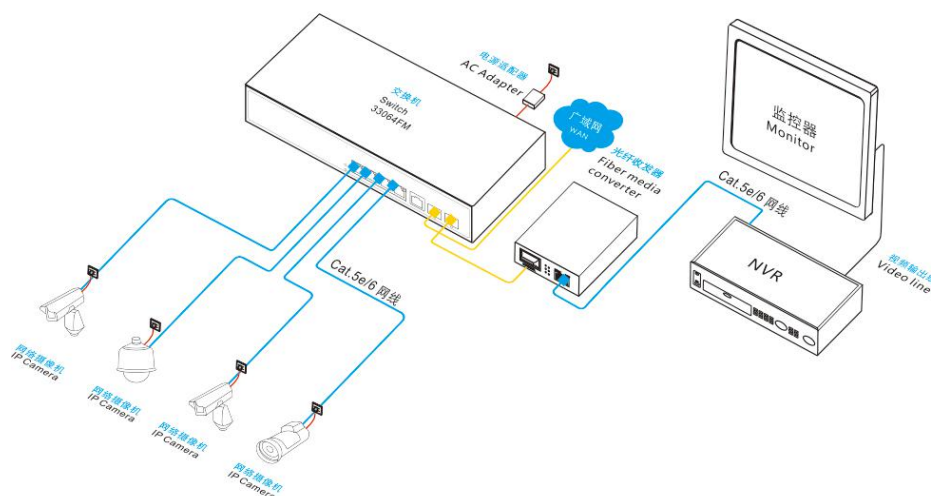 电源适配器
AC Adapter
交换机
Switch
33064FM
广域网
WAN
光纤收发器
Fiber media
converter
监控器
Monitor
Cat.5e/6 网线
NVR
视频输出
Video line
Cat.5e/6 网线
网络摄像机
IP Camera
网络摄像机
IP Camera
网络摄像机
IP Camera
网络摄像机
IP Camera